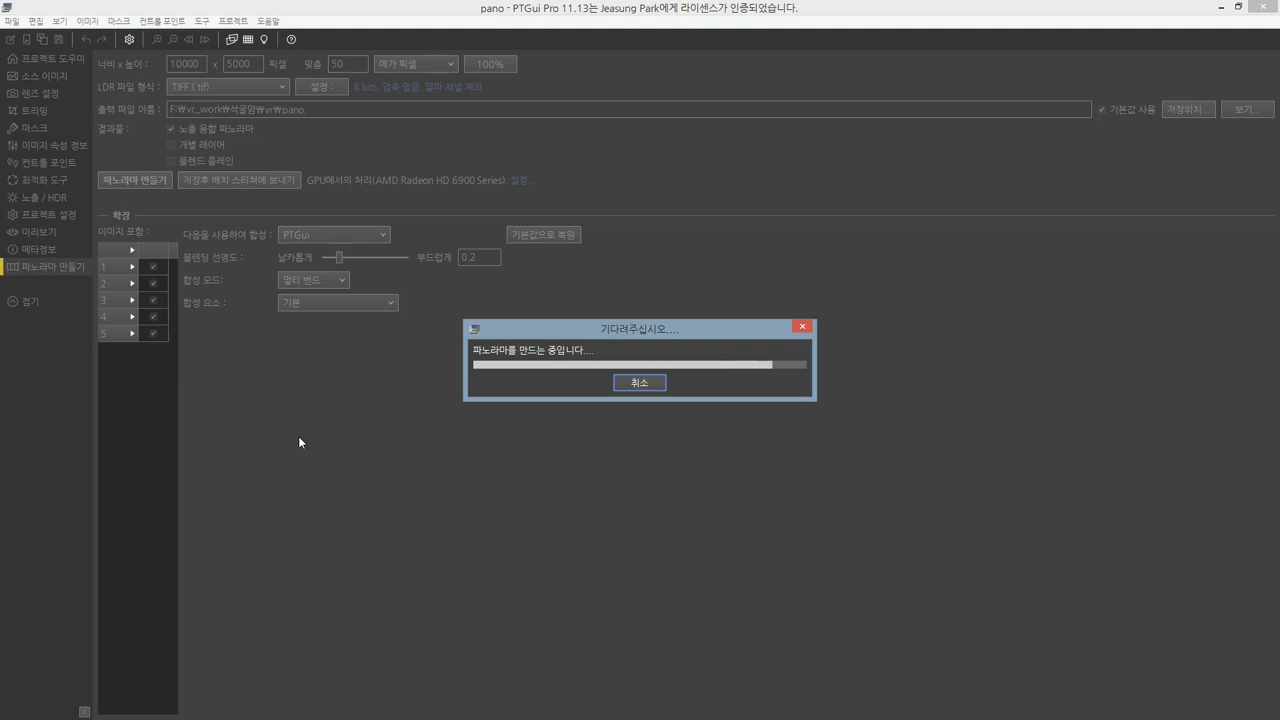 pano - PTGui Pro 11.13는 Jeasung Park에게 라이센스가 인증되었습니다.
파일 편집 보기 이미지 마스크 컨트롤 포인트 도구 프로젝트 도움말
프로젝트 도우미
소스 이미지
렌즈 설정
트리밍
마스크
이미지 속성 정보
컨트롤 포인트
최적화 도구
노출 / HDR
프로젝트 설정
미리보기
메타정보
파노라마 만들기
접기
너비 x 높이 : 10000 x 5000 픽셀 맞춤 50 메가 픽셀 100%
LDR 파일 형식 : TIFF (.tif) 설정 : 8 bits, 압축 없음, 알파 채널 제외
출력 파일 이름 : F:₩vr_work₩석굴암₩vr₩pano. 기본값 사용 저장위치... 보기...
결과물 : 노출 융합 파노라마
개별 레이어
블렌드 플레인
파노라마 만들기 저장후 배치 스티쳐에 보내기 GPU에서의 처리(AMD Radeon HD 6900 Series). 설정...
확장
이미지 포함 : 다음을 사용하여 합성 : PTGui 기본값으로 복원
블렌딩 선명도 : 날카롭게 부드럽게 0.2
1
2 합성 모드: 멀티 밴드
3 합성 요소 : 기본
4
5
기다려주십시오....
파노라마를 만드는 중입니다....
취소